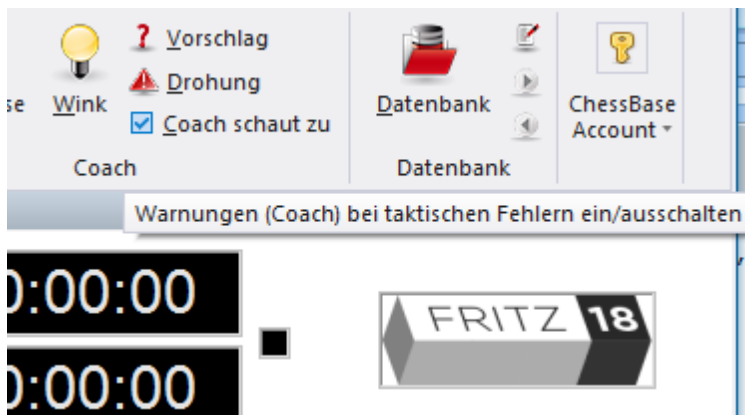 Vorschlag
Drohung
Coach schaut zu
Wink
Coach
Datenbank
Datenbank
ChessBase
Account
Warnungen (Coach) bei taktischen Fehlern ein/ausschalten
0:00:00
FRITZ 18
0:00:00